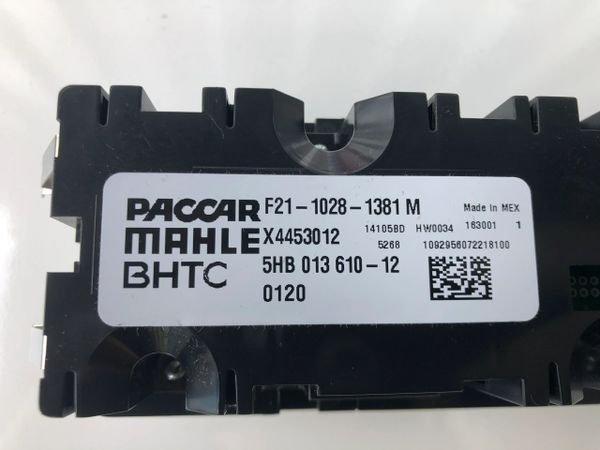 PACCAR F21-1028-1381 M Made in MEX
MAHLE X4453012 14105BD HW0034 163001 1
5268 1092956072218100
BHTC 5HB 013 610-12
0120